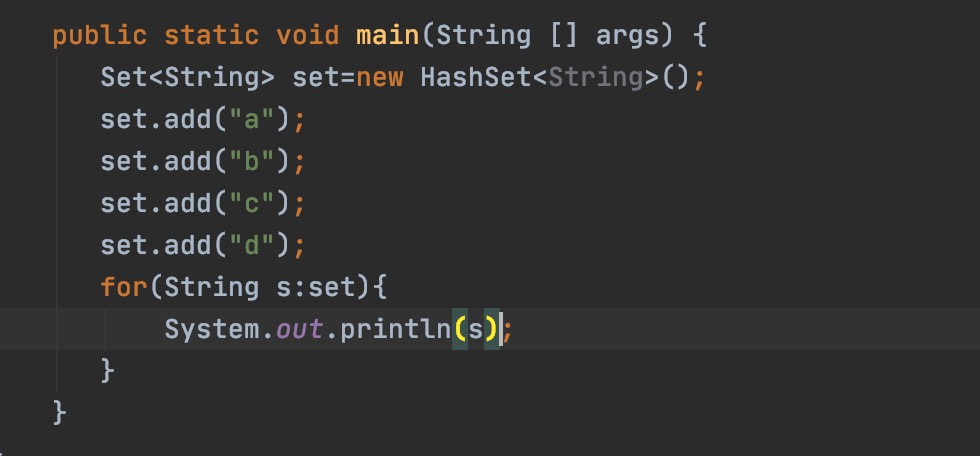 public static void main(String [] args) {
Set<String> set=new HashSet<String>();
set.add("a");
set.add("b");
set.add("c");
set.add("d");
for(String s:set){
System.out.println(s);
}
}